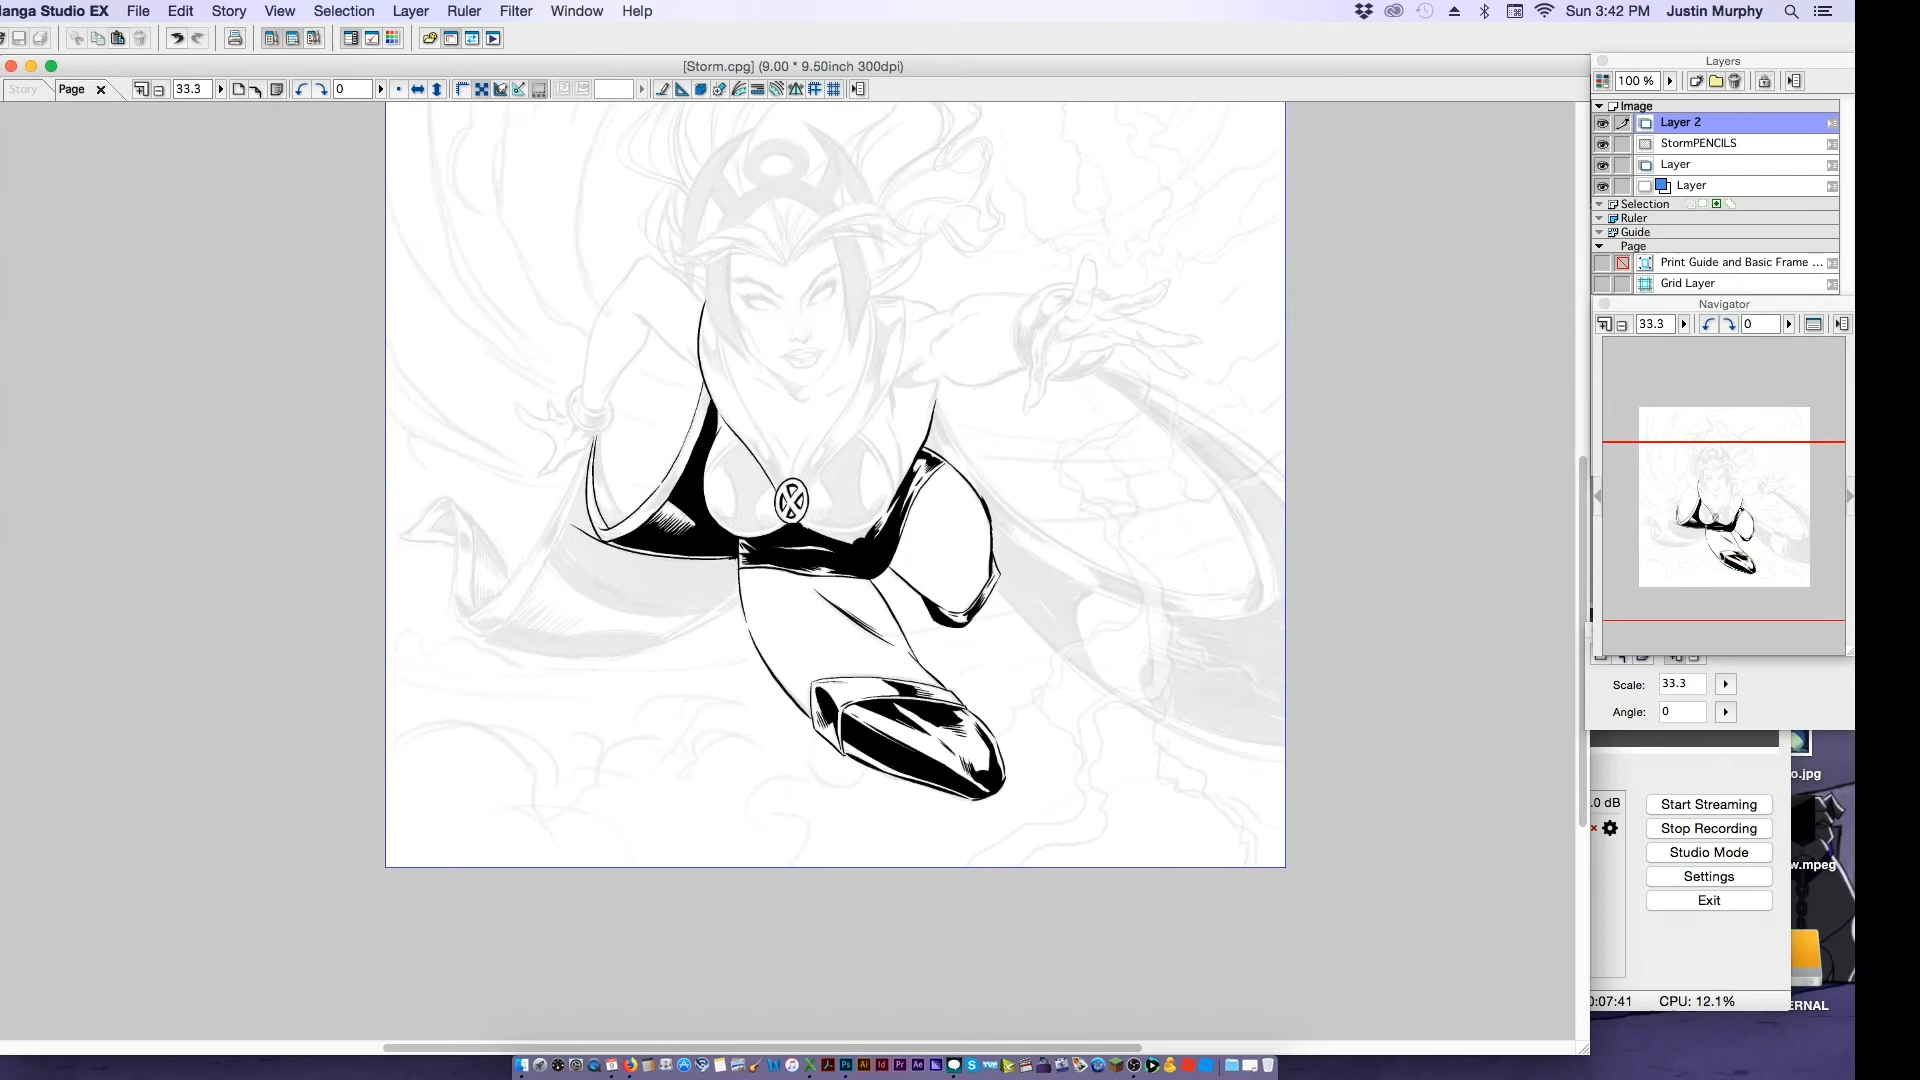 Manga Studio EX File Edit Story View Selection Layer Ruler Filter Window Help Sun 3:42 PM Justin Murphy
[Storm.cpg] (9.00 * 9.50inch 300dpi)
Story Page 33.3 0
Layers
100 %
Image
Layer 2
StormPENCILS
Layer
Layer
Selection
Ruler
Guide
Page
Print Guide and Basic Frame ...
Grid Layer
Navigator
33.3 0
Scale: 33.3
Angle: 0
o.jpg
.0 dB
Start Streaming
Stop Recording
Studio Mode
w.mpeg
Settings
Exit
0:07:41 CPU: 12.1%
ERNAL